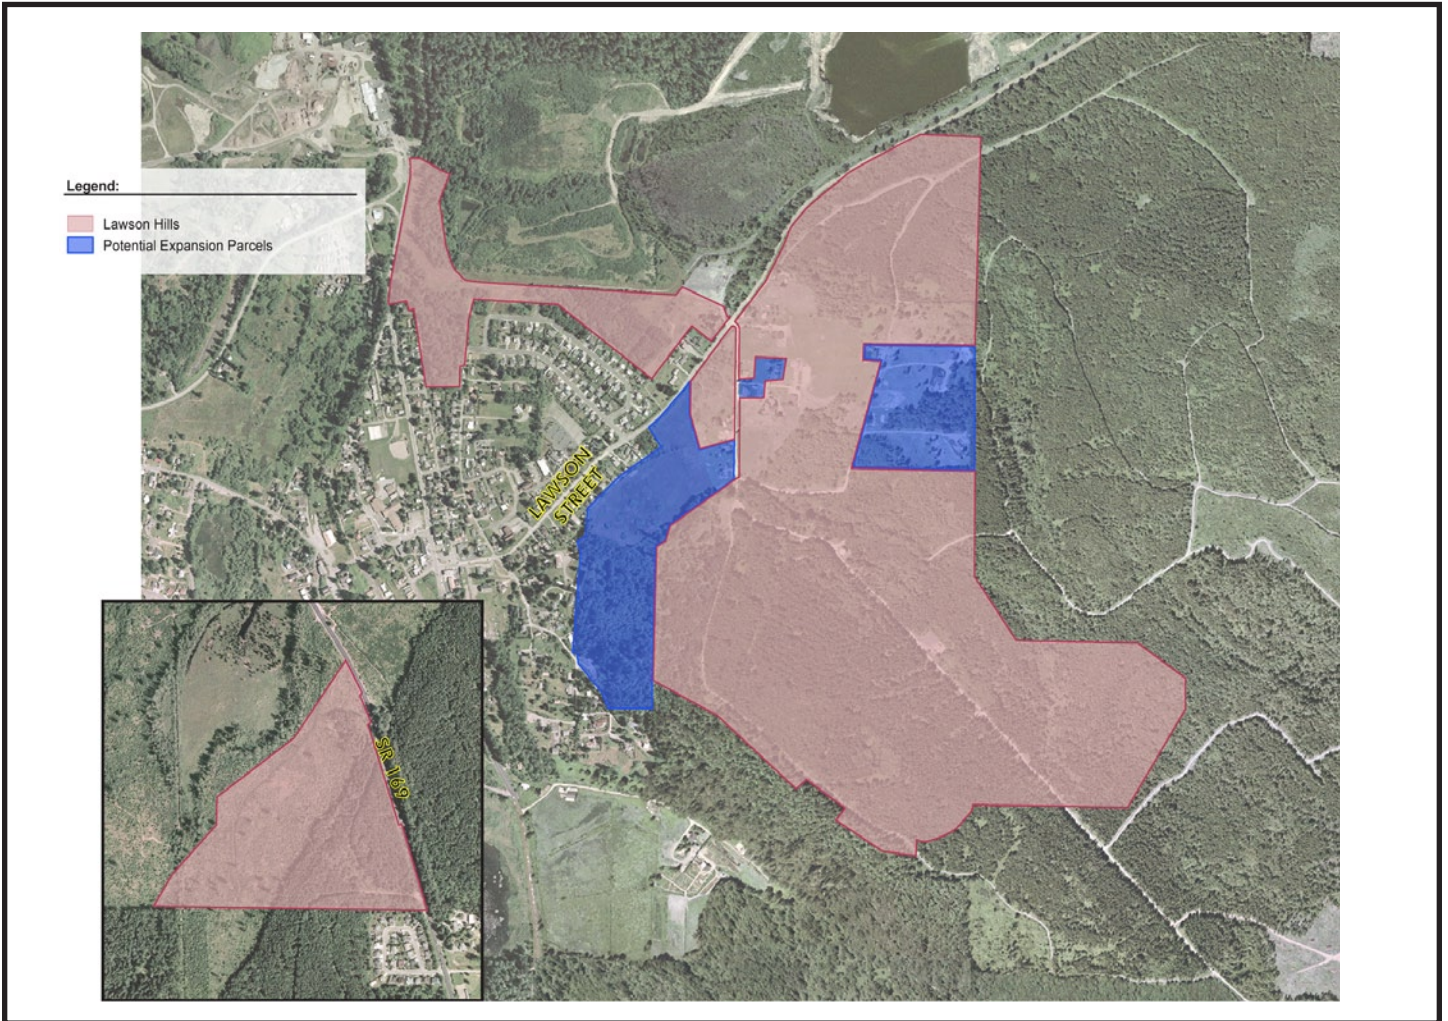 Legend:
Lawson Hills
Potential Expansion Parcels
LAWSON
STREET
SR 169